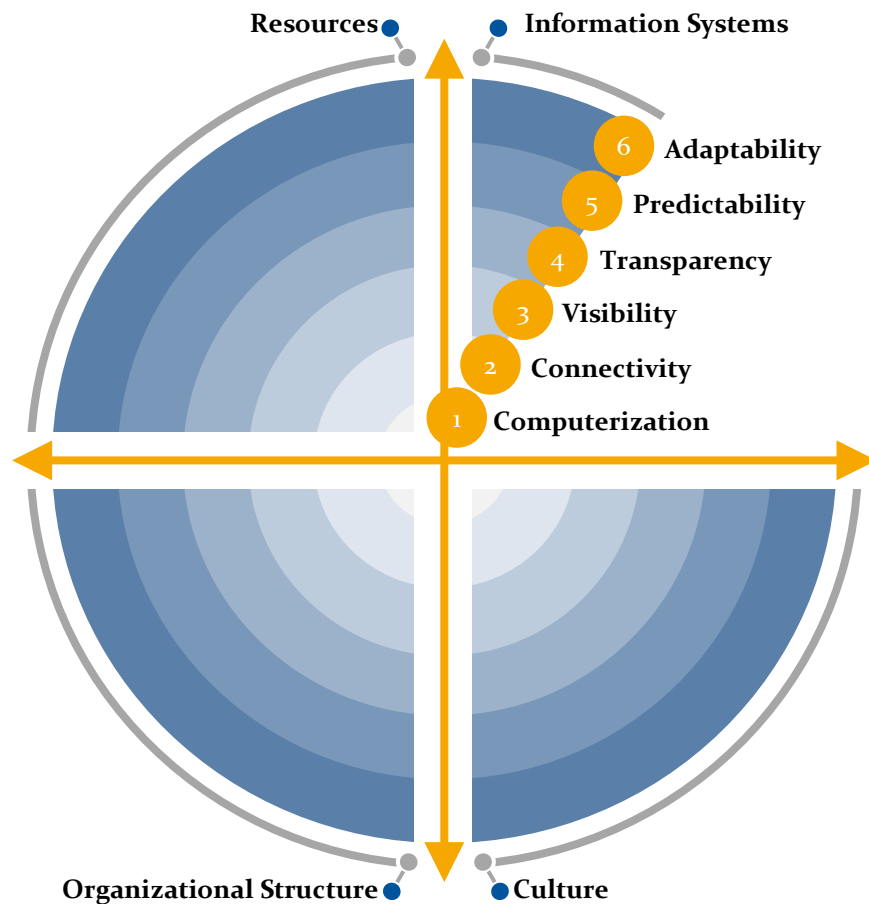 Resources
Information Systems
6 Adaptability
5 Predictability
4 Transparency
3 Visibility
2 Connectivity
1 Computerization
Organizational Structure
Culture